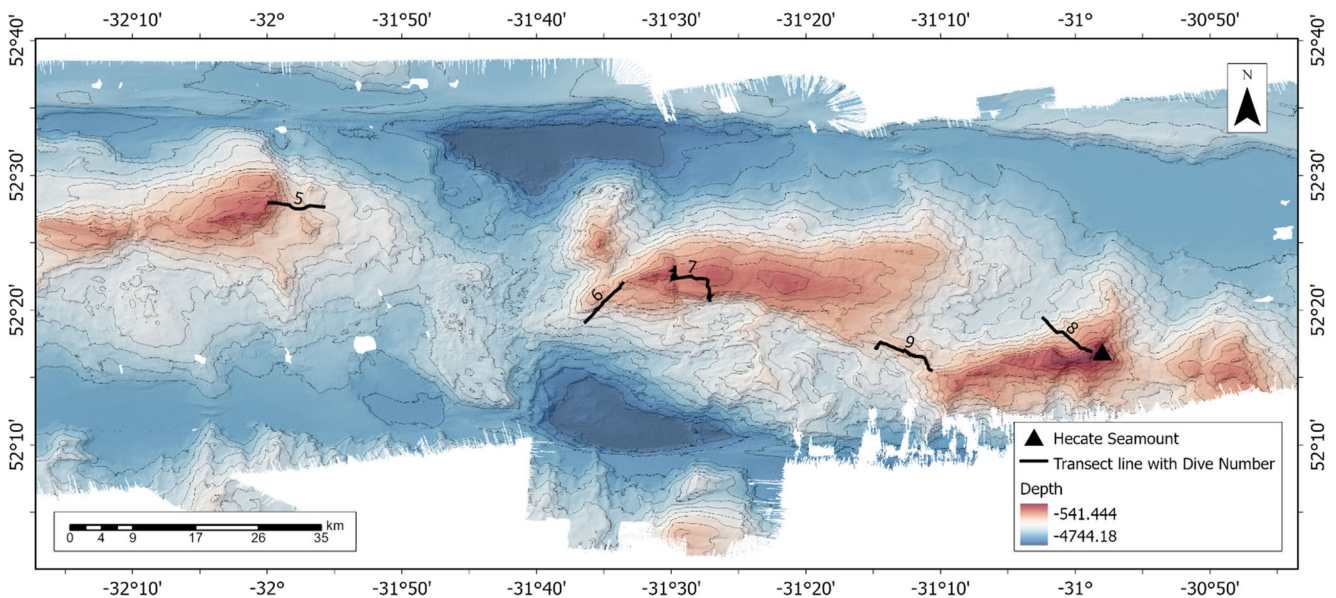 -32°10' -32° -31°50' -31°40' -31°30' -31°20' -31°10' -31° -30°50'
52°40' 52°40'
N
52°30' 52°30'
5
7
6
52°20' 52°20'
8
9
52°10' 52°10'
Hecate Seamount
Transect line with Dive Number
Depth
-541.444
-4744.18
km
0 4 9 17 26 35
-32°10' -32° -31°50' -31°40' -31°30' -31°20' -31°10' -31° -30°50'